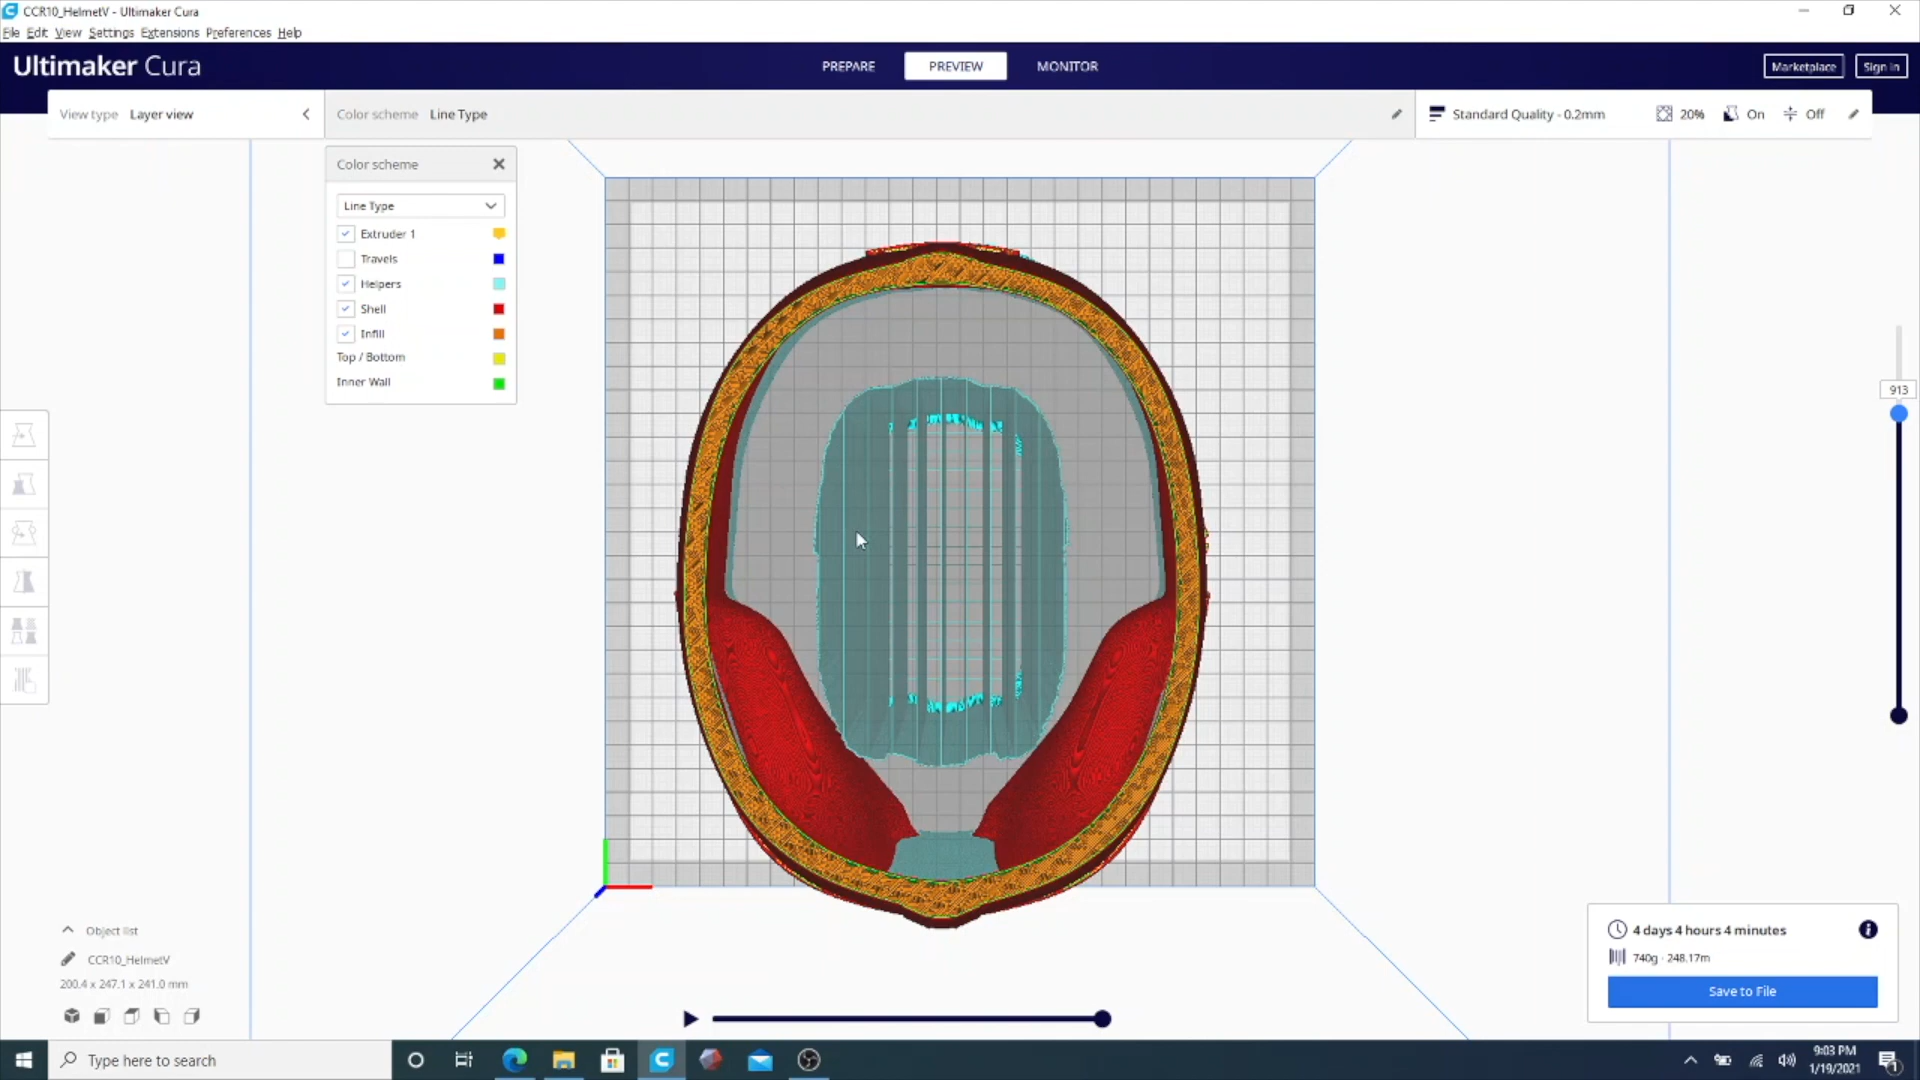 CCR10_HelmetV - Ultimaker Cura
File Edit View Settings Extensions Preferences Help
Ultimaker Cura
PREPARE
PREVIEW
MONITOR
Marketplace
Sign in
View type Layer view
Color scheme Line Type
Standard Quality - 0.2mm
20%
On
Off
Color scheme
Line Type
Extruder 1
Travels
Helpers
Shell
Infill
Top / Bottom
Inner Wall
913
Object list
CCR10_HelmetV
200.4 x 247.1 x 241.0 mm
4 days 4 hours 4 minutes
740g · 248.17m
Save to File
Type here to search
9:03 PM
1/19/2021
1